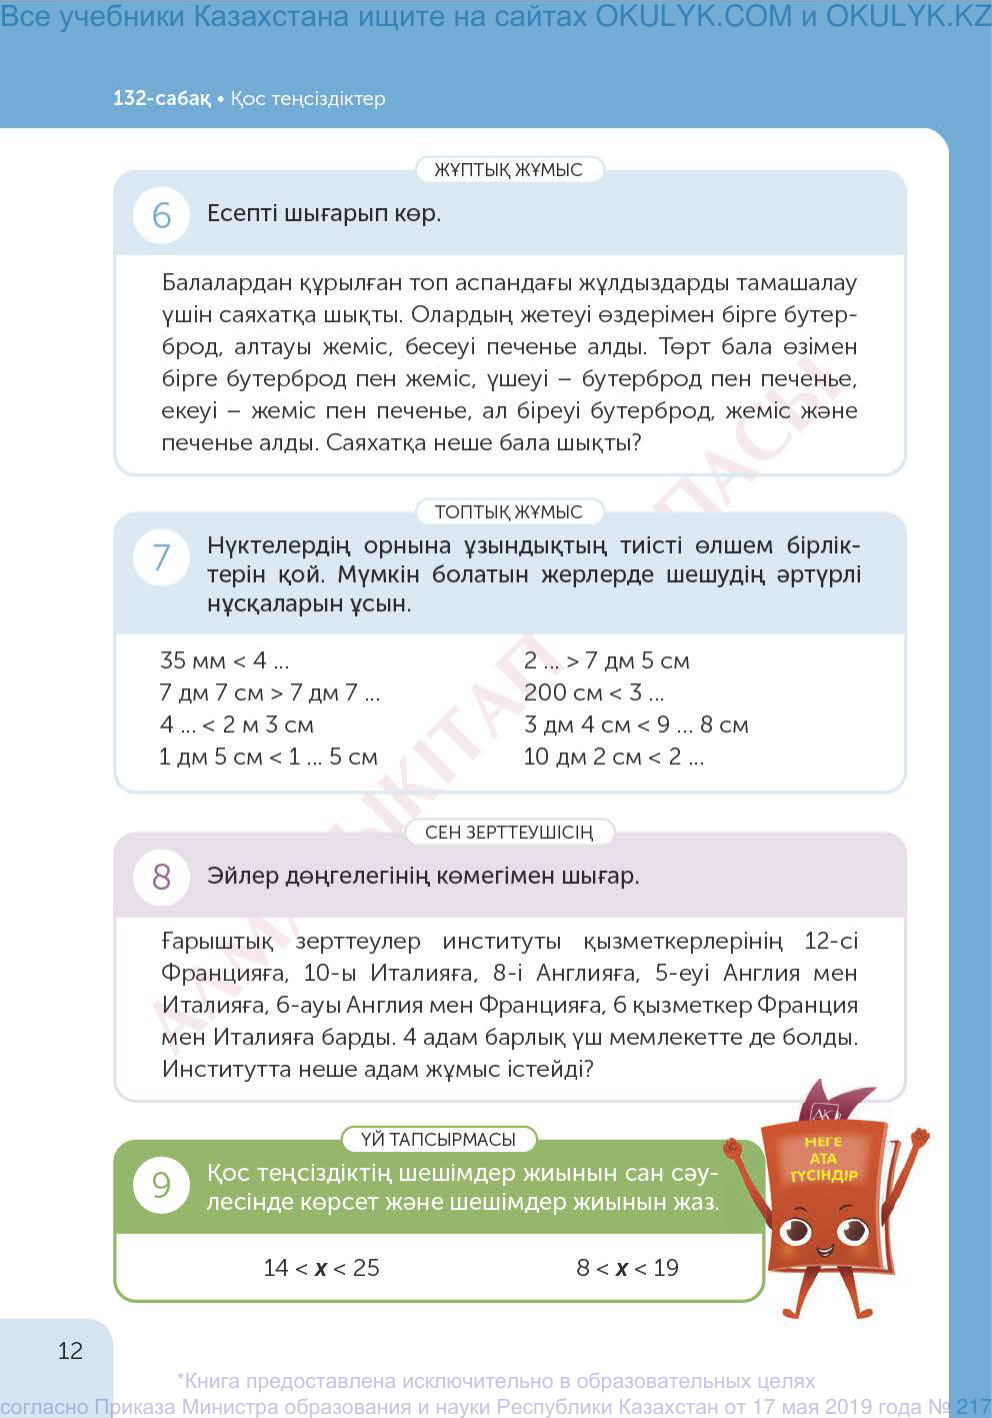 Все учебники Казахстана ищите на сайтах OKULYK.COM и OKULYK.KZ
132-сабақ • Қос теңсіздіктер
ЖҰПТЫҚ ЖҰМЫС
6 Есепті шығарып көр.
Балалардан құрылған топ аспандағы жұлдыздарды тамашалау
үшін саяхатқа шықты. Олардың жетеуі өздерімен бірге бутер-
брод, алтауы жеміс, бесеуі печенье алды. Төрт бала өзімен
бірге бутерброд пен жеміс, үшеуі – бутерброд пен печенье,
екеуі – жеміс пен печенье, ал біреуі бутерброд, жеміс және
печенье алды. Саяхатқа неше бала шықты?
ТОПТЫҚ ЖҰМЫС
7 Нүктелердің орнына ұзындықтың тиісті өлшем бірлік-
терін қой. Мүмкін болатын жерлерде шешудің әртүрлі
нұсқаларын ұсын.
35 мм < 4 ...
7 дм 7 см > 7 дм 7 ...
4 ... < 2 м 3 см
1 дм 5 см < 1 ... 5 см
2 ... > 7 дм 5 см
200 см < 3 ...
3 дм 4 см < 9 ... 8 см
10 дм 2 см < 2 ...
СЕН ЗЕРТТЕУШІСІҢ
8 Эйлер дөңгелегінің көмегімен шығар.
Ғарыштық зерттеулер институты қызметкерлерінің 12-сі
Францияға, 10-ы Италияға, 8-і Англияға, 5-еуі Англия мен
Италияға, 6-ауы Англия мен Францияға, 6 қызметкер Франция
мен Италияға барды. 4 адам барлық үш мемлекетте де болды.
Институтта неше адам жұмыс істейді?
ҮЙ ТАПСЫРМАСЫ
9 Қос теңсіздіктің шешімдер жиынын сан сәу-
лесінде көрсет және шешімдер жиынын жаз.
14 < x < 25
8 < x < 19
АК
НЕГЕ
АТА
ТҮСІНДІР
12
*Книга предоставлена исключительно в образовательных целях
согласно Приказа Министра образования и науки Республики Казахстан от 17 мая 2019 года № 217